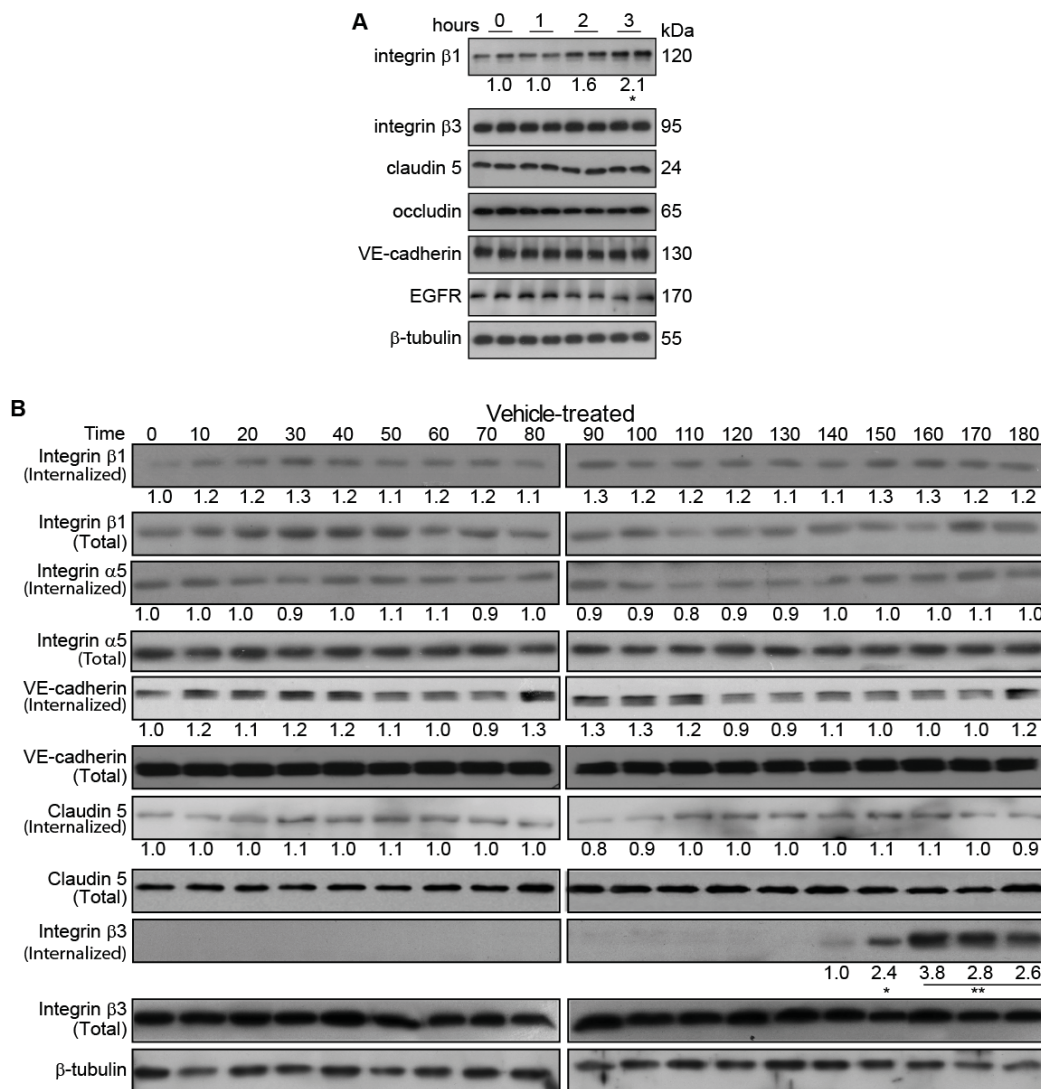 A
hours 0 1 2 3 kDa
integrin β1 120
1.0 1.0 1.6 2.1
*
integrin β3 95
claudin 5 24
occludin 65
VE-cadherin 130
EGFR 170
β-tubulin 55
B
Vehicle-treated
Time 0 10 20 30 40 50 60 70 80 90 100 110 120 130 140 150 160 170 180
Integrin β1
(Internalized)
1.0 1.2 1.2 1.3 1.2 1.1 1.2 1.2 1.1 1.3 1.2 1.2 1.2 1.1 1.1 1.3 1.3 1.2 1.2
Integrin β1
(Total)
Integrin α5
(Internalized)
1.0 1.0 1.0 0.9 1.0 1.1 1.1 0.9 1.0 0.9 0.9 0.8 0.9 0.9 1.0 1.0 1.0 1.1 1.0
Integrin α5
(Total)
VE-cadherin
(Internalized)
1.0 1.2 1.1 1.2 1.2 1.1 1.0 0.9 1.3 1.3 1.3 1.2 0.9 0.9 1.1 1.0 1.0 1.0 1.2
VE-cadherin
(Total)
Claudin 5
(Internalized)
1.0 1.0 1.0 1.1 1.0 1.1 1.0 1.0 1.0 0.8 0.9 1.0 1.0 1.0 1.0 1.1 1.1 1.0 0.9
Claudin 5
(Total)
Integrin β3
(Internalized)
1.0 2.4 3.8 2.8 2.6
* **
Integrin β3
(Total)
β-tubulin